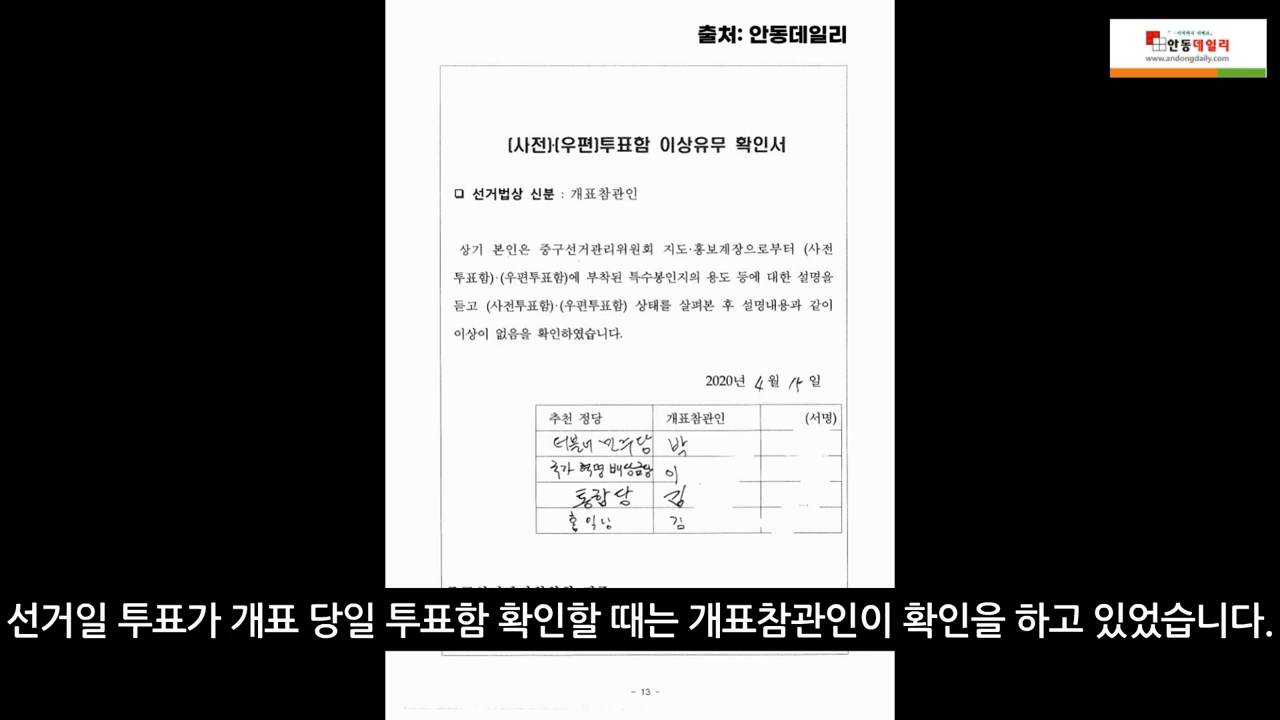 출처: 안동데일리
안동데일리
www.andongdaily.com
(사전)·(우편)투표함 이상유무 확인서
❏ 선거법상 신분 : 개표참관인
상기 본인은 중구선거관리위원회 지도·홍보계장으로부터 (사전
투표함)·(우편투표함)에 부착된 특수봉인지의 용도 등에 대한 설명을
듣고 (사전투표함)·(우편투표함) 상태를 살펴본 후 설명내용과 같이
이상이 없음을 확인하였습니다.
2020년 4월 15일
추천 정당 개표참관인 (서명)
더불어 민주당 박
국가혁명배당금당 이
통합당 김
김
선거일 투표가 개표 당일 투표함 확인할 때는 개표참관인이 확인을 하고 있었습니다.
- 13 -